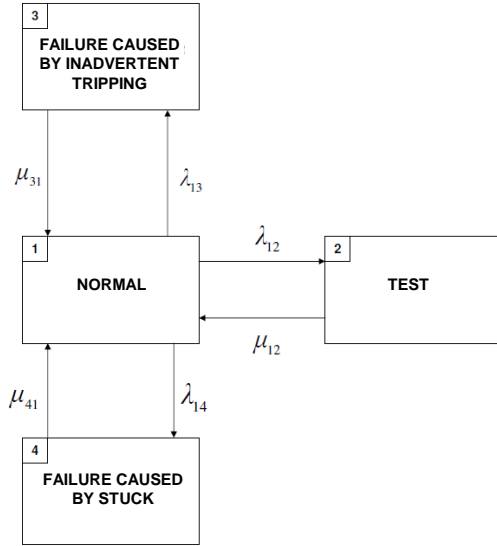 3
FAILURE CAUSED
BY INADVERTENT
TRIPPING
μ31
λ13
1
NORMAL
λ12
2
TEST
μ12
μ41
λ14
4
FAILURE CAUSED
BY STUCK